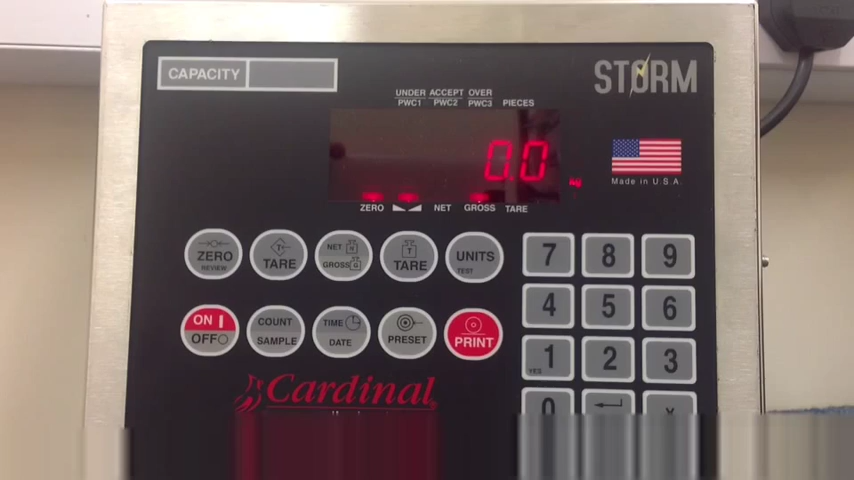 CAPACITY
STORM
UNDER ACCEPT OVER
PWC1 PWC2 PWC3 PIECES
0.0
kg
Made in U.S.A.
ZERO NET GROSS TARE
ZERO
REVIEW
T
TARE
NET N
GROSS G
T
TARE
UNITS
TEST
7 8 9
ON
OFF
COUNT
SAMPLE
TIME
DATE
PRESET
PRINT
4 5 6
1 2 3
YES
Cardinal
0